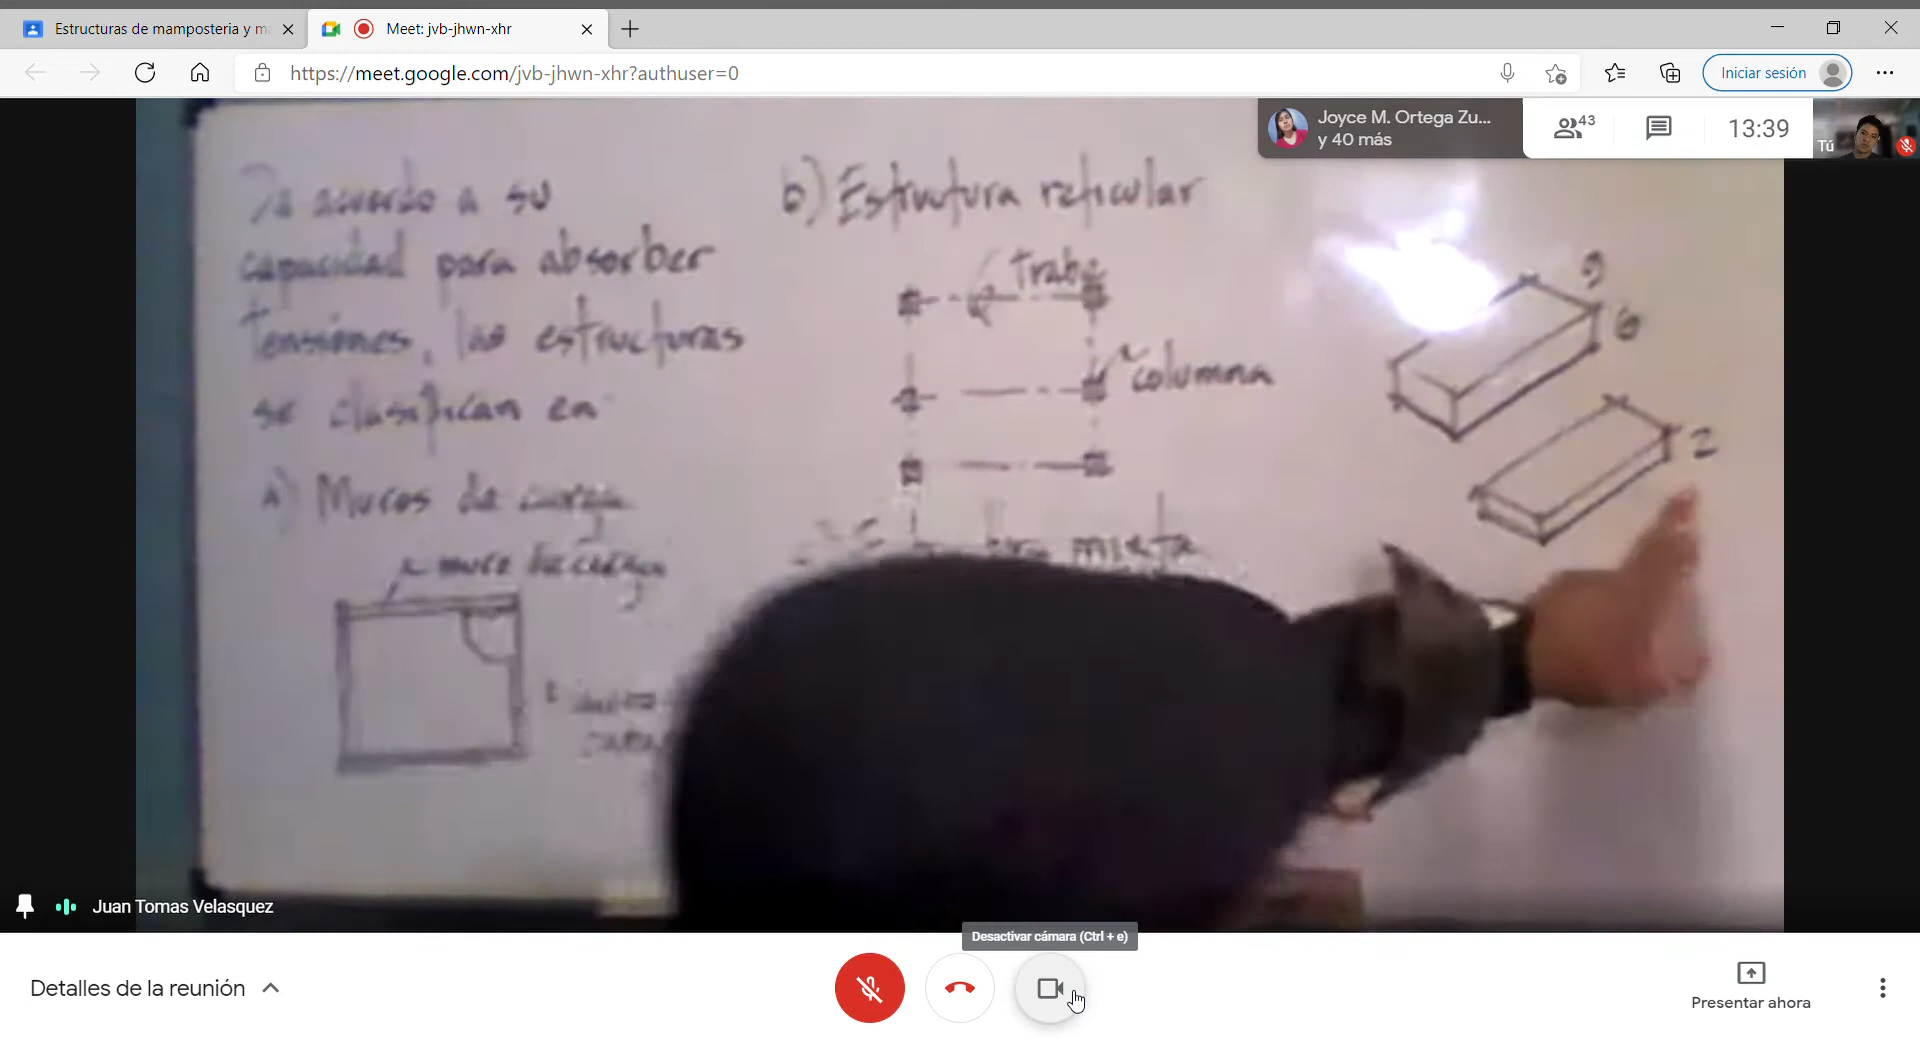 Estructuras de mamposteria y ma
Meet: jvb-jhwn-xhr
https://meet.google.com/jvb-jhwn-xhr?authuser=0
Iniciar sesión
Joyce M. Ortega Zu...
y 40 más
43
13:39
Tú
De acuerdo a su
capacidad para absorber
tensiones, las estructuras
se clasifican en
a) Muros de carga
muro de carga
b) Estructura reticular
trabe
columna
mixta
6
2
Juan Tomas Velasquez
Desactivar cámara (Ctrl + e)
Detalles de la reunión
Presentar ahora